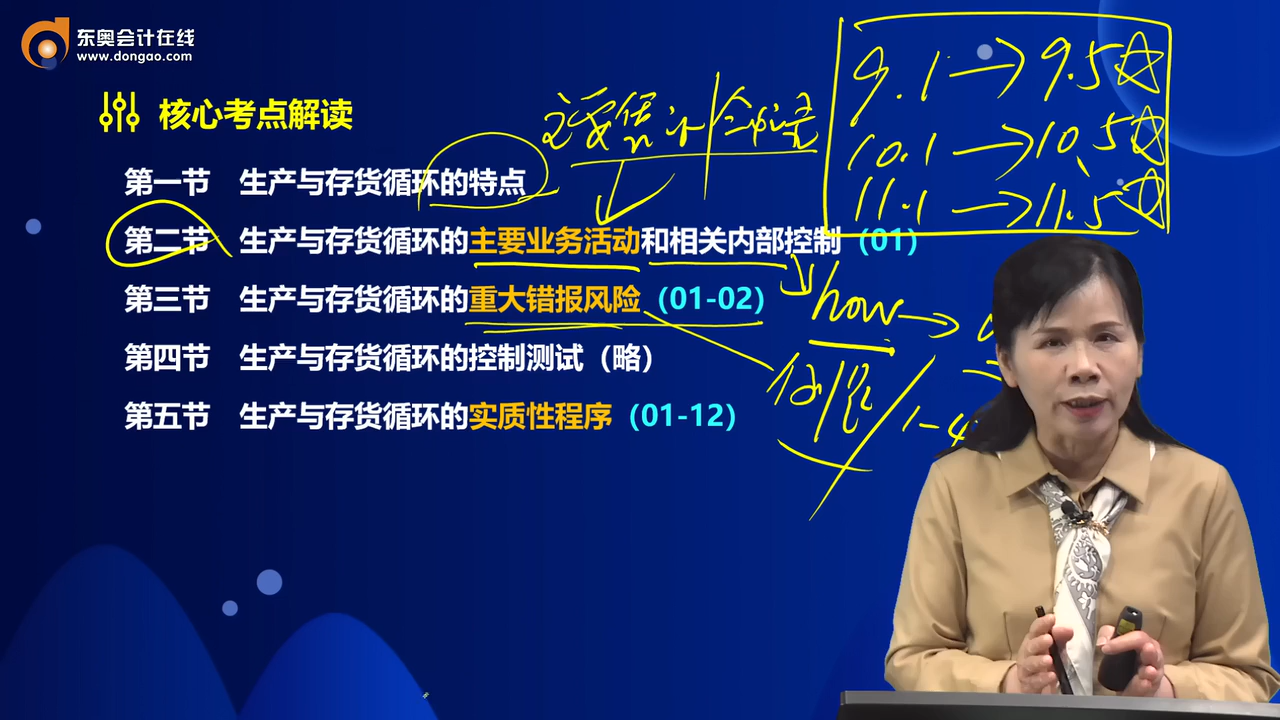 东奥会计在线
www.dongao.com
核心考点解读
9.1→9.5☆
10.1→10.5☆
11.1→11.5☆
第一节 生产与存货循环的特点
第二节 生产与存货循环的主要业务活动和相关内部控制（01）
第三节 生产与存货循环的重大错报风险（01-02）
how→
第四节 生产与存货循环的控制测试（略）
1-4
第五节 生产与存货循环的实质性程序（01-12）